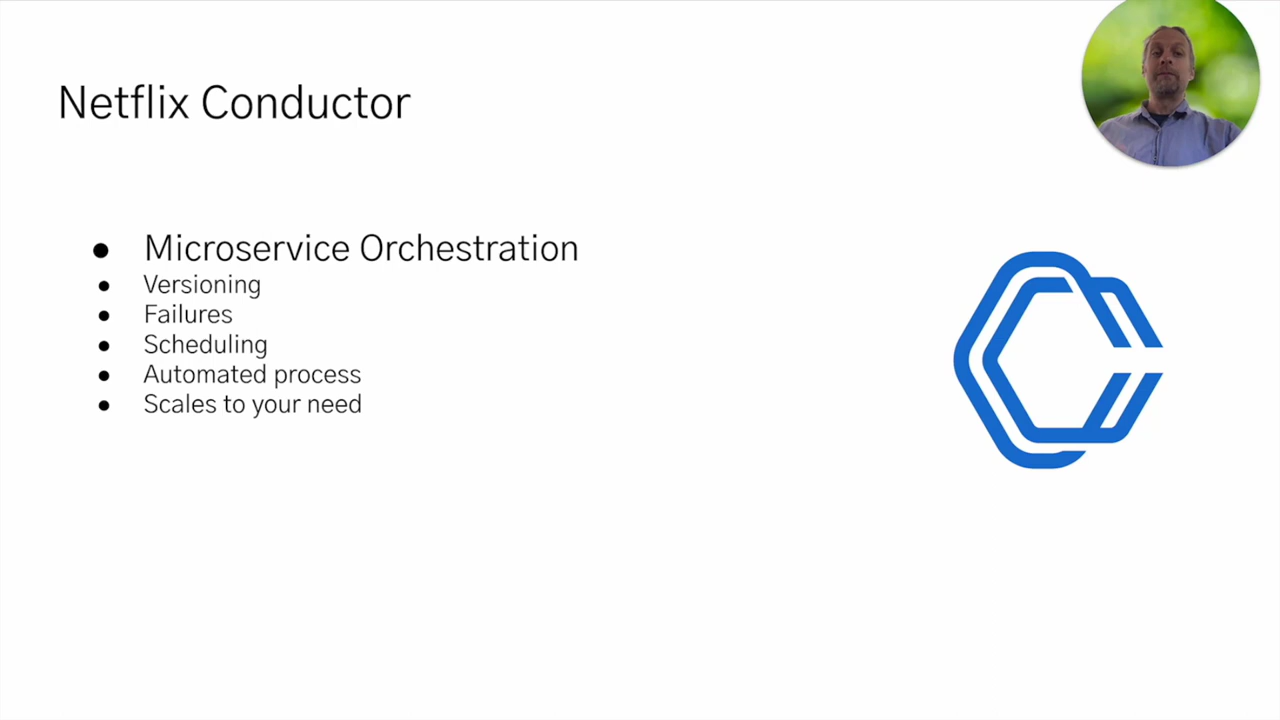 Netflix Conductor
● Microservice Orchestration
● Versioning
● Failures
● Scheduling
● Automated process
● Scales to your need